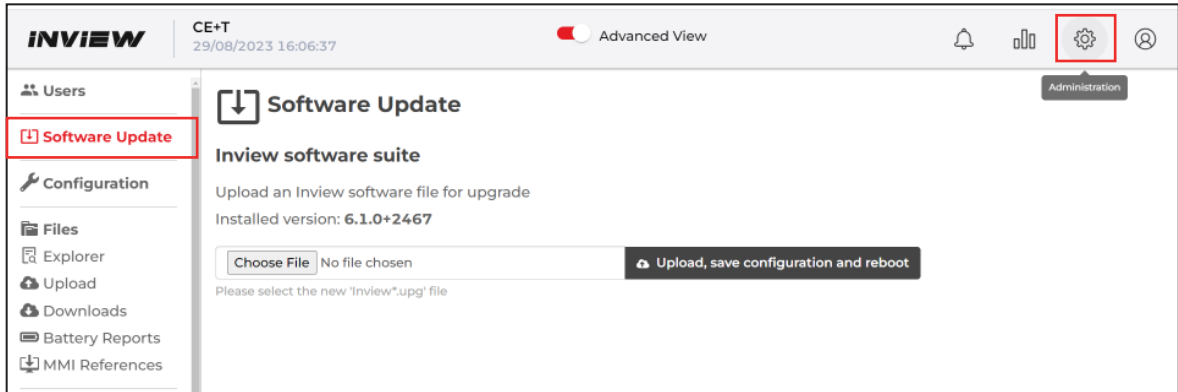 INVIEW
CE+T
29/08/2023 16:06:37
Advanced View
Administration
Users
Software Update
Configuration
Files
Explorer
Upload
Downloads
Battery Reports
MMI References
Software Update
Inview software suite
Upload an Inview software file for upgrade
Installed version: 6.1.0+2467
Choose File No file chosen
Upload, save configuration and reboot
Please select the new 'Inview*.upg' file